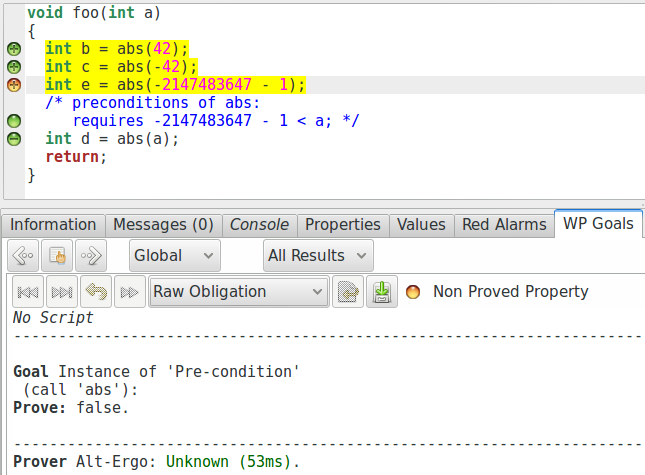 void foo(int a)
{
int b = abs(42);
int c = abs(-42);
int e = abs(-2147483647 - 1);
/* preconditions of abs:
requires -2147483647 - 1 < a; */
int d = abs(a);
return;
}
Information Messages (0) Console Properties Values Red Alarms WP Goals
Global All Results
Raw Obligation Non Proved Property
No Script
------------------------------------------------------------------------
Goal Instance of 'Pre-condition'
(call 'abs'):
Prove: false.
------------------------------------------------------------------------
Prover Alt-Ergo: Unknown (53ms).